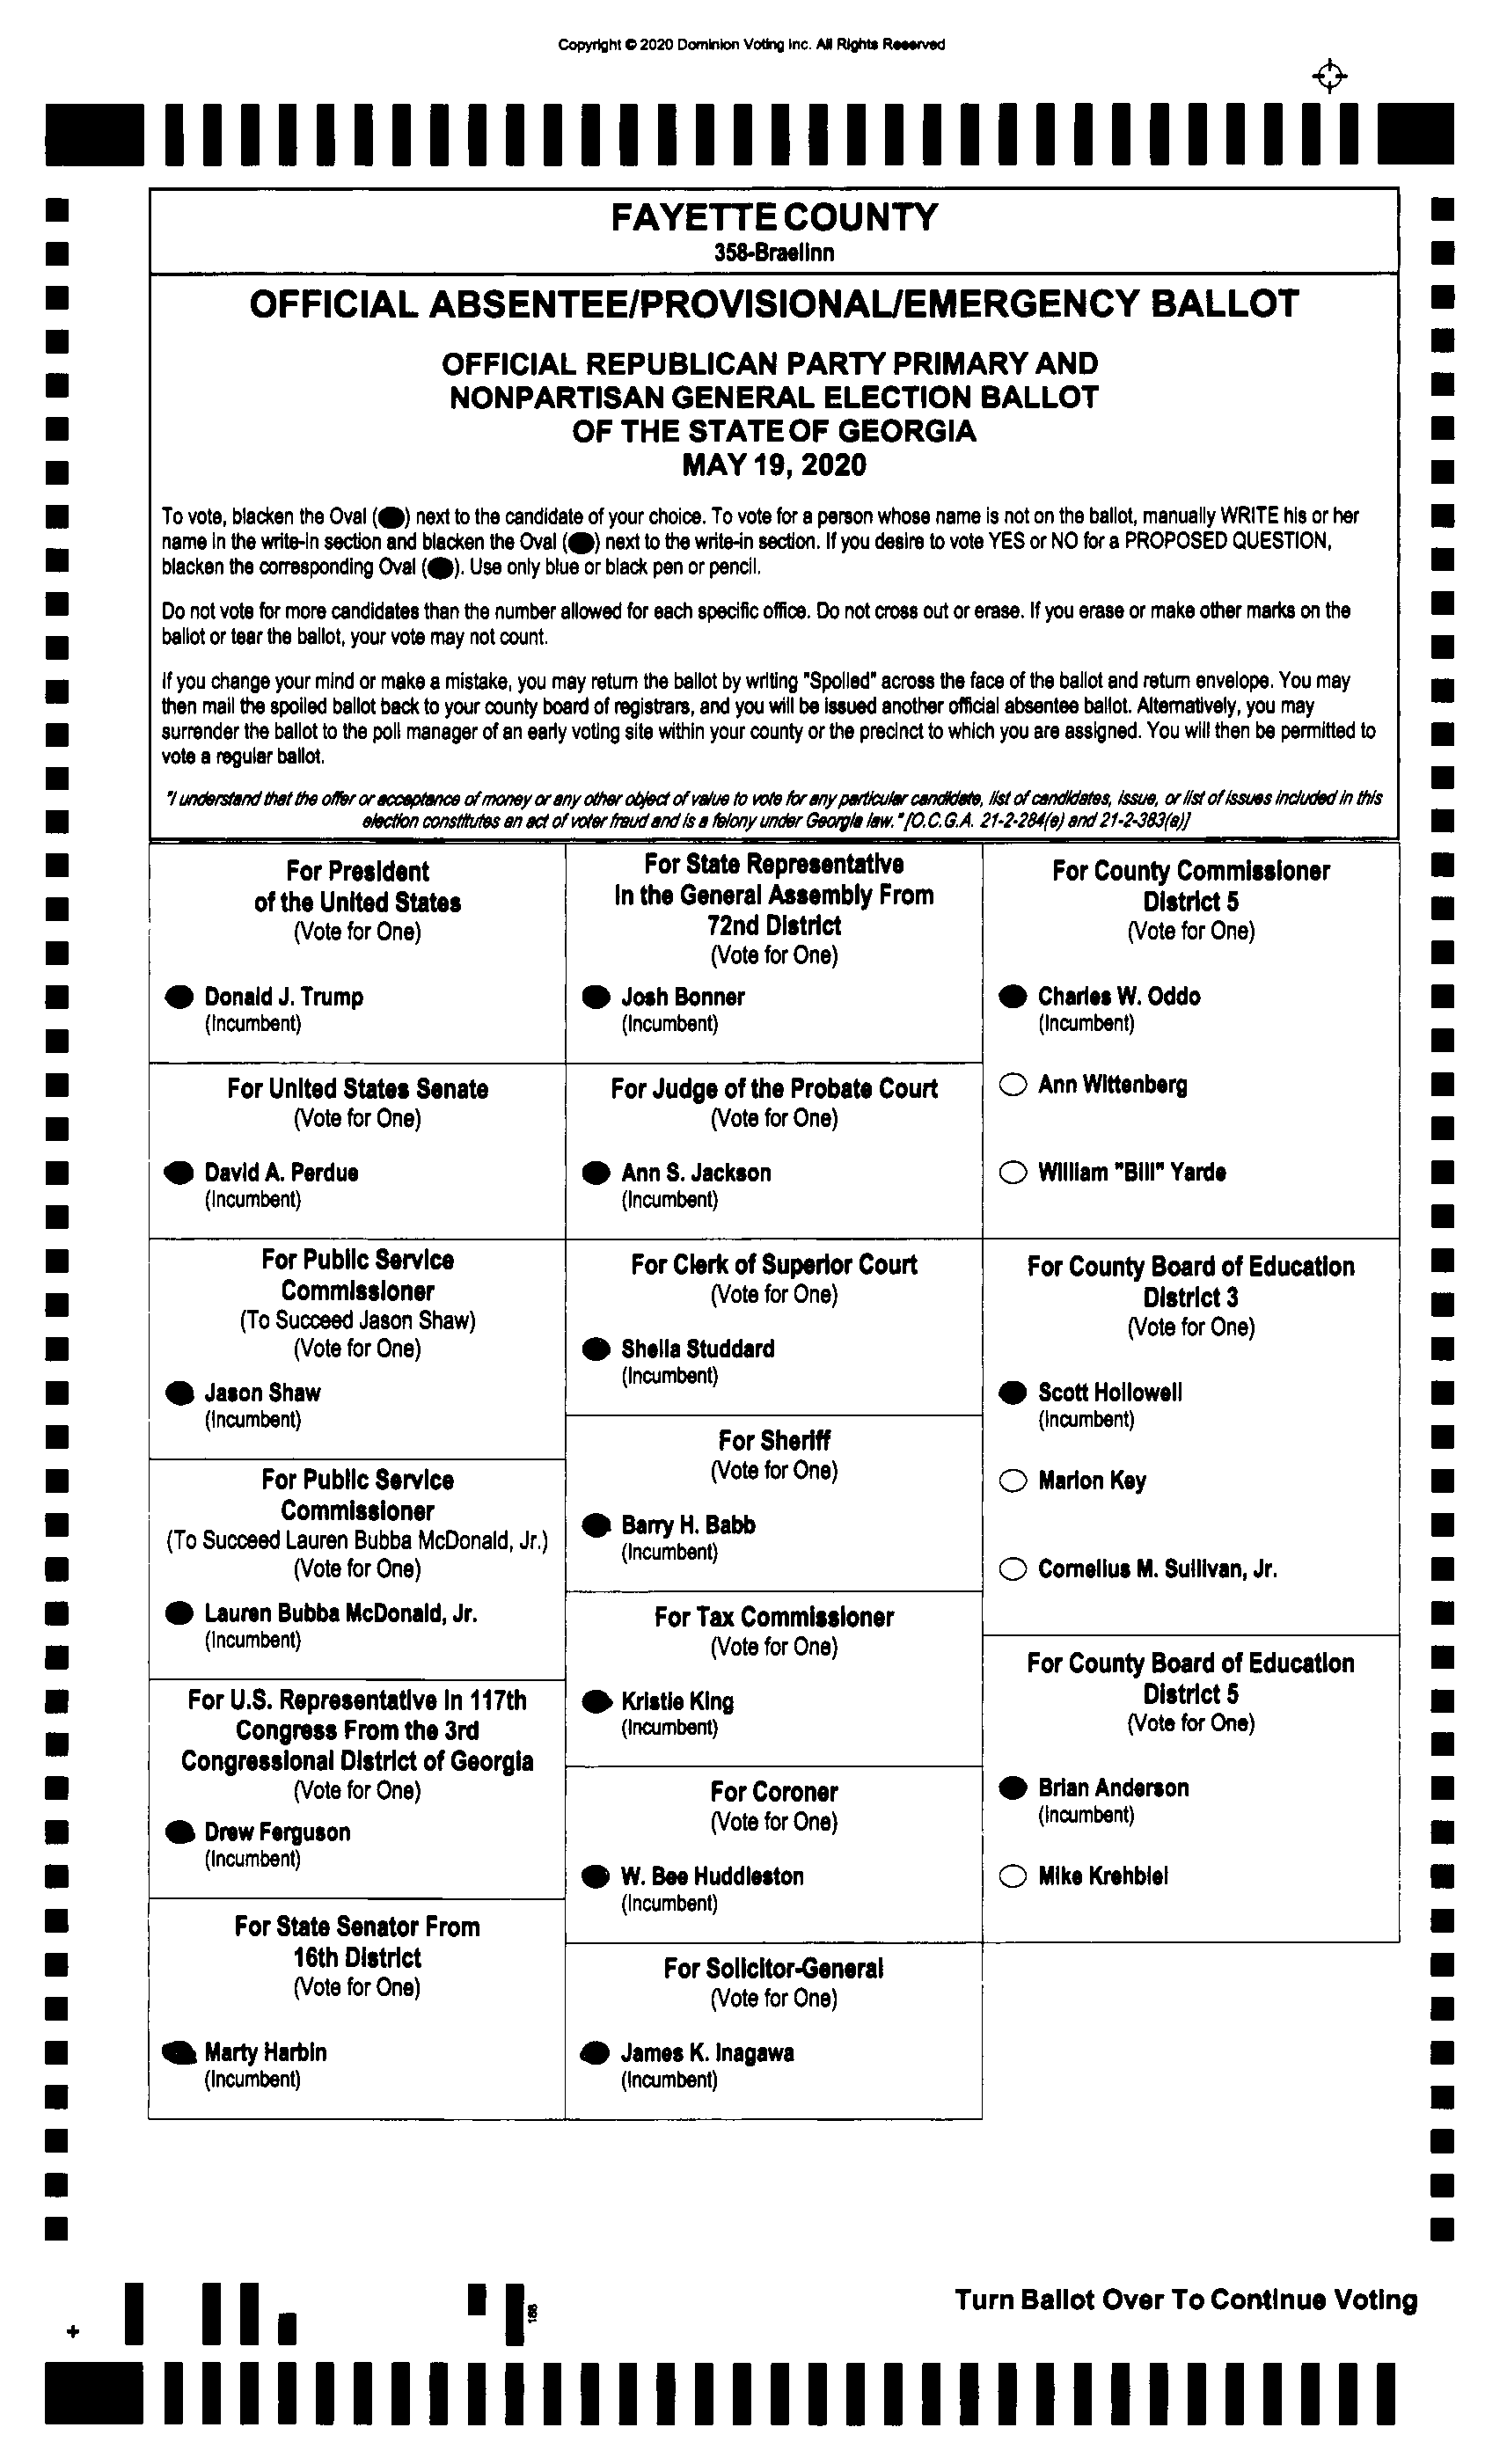 Copyright © 2020 Dominion Voting Inc. All Rights Reserved
FAYETTE COUNTY
358-Braelinn
OFFICIAL ABSENTEE/PROVISIONAL/EMERGENCY BALLOT
OFFICIAL REPUBLICAN PARTY PRIMARY AND
NONPARTISAN GENERAL ELECTION BALLOT
OF THE STATE OF GEORGIA
MAY 19, 2020
To vote, blacken the Oval ( ) next to the candidate of your choice. To vote for a person whose name is not on the ballot, manually WRITE his or her
name in the write-in section and blacken the Oval ( ) next to the write-in section. If you desire to vote YES or NO for a PROPOSED QUESTION,
blacken the corresponding Oval ( ). Use only blue or black pen or pencil.
Do not vote for more candidates than the number allowed for each specific office. Do not cross out or erase. If you erase or make other marks on the
ballot or tear the ballot, your vote may not count.
If you change your mind or make a mistake, you may return the ballot by writing "Spoiled" across the face of the ballot and return envelope. You may
then mail the spoiled ballot back to your county board of registrars, and you will be issued another official absentee ballot. Alternatively, you may
surrender the ballot to the poll manager of an early voting site within your county or the precinct to which you are assigned. You will then be permitted to
vote a regular ballot.
"I understand that the offer or acceptance of money or any other object of value to vote for any particular candidate, list of candidates, issue, or list of issues included in this
election constitutes an act of voter fraud and is a felony under Georgia law." [O.C.G.A. 21-2-284(e) and 21-2-383(a)]
For President
of the United States
(Vote for One)
Donald J. Trump
(Incumbent)
For United States Senate
(Vote for One)
David A. Perdue
(Incumbent)
For Public Service
Commissioner
(To Succeed Jason Shaw)
(Vote for One)
Jason Shaw
(Incumbent)
For Public Service
Commissioner
(To Succeed Lauren Bubba McDonald, Jr.)
(Vote for One)
Lauren Bubba McDonald, Jr.
(Incumbent)
For U.S. Representative in 117th
Congress From the 3rd
Congressional District of Georgia
(Vote for One)
Drew Ferguson
(Incumbent)
For State Senator From
16th District
(Vote for One)
Marty Harbin
(Incumbent)
For State Representative
In the General Assembly From
72nd District
(Vote for One)
Josh Bonner
(Incumbent)
For Judge of the Probate Court
(Vote for One)
Ann S. Jackson
(Incumbent)
For Clerk of Superior Court
(Vote for One)
Sheila Studdard
(Incumbent)
For Sheriff
(Vote for One)
Barry H. Babb
(Incumbent)
For Tax Commissioner
(Vote for One)
Kristie King
(Incumbent)
For Coroner
(Vote for One)
W. Bee Huddleston
(Incumbent)
For Solicitor-General
(Vote for One)
James K. Inagawa
(Incumbent)
For County Commissioner
District 5
(Vote for One)
Charles W. Oddo
(Incumbent)
Ann Wittenberg
William "Bill" Yarde
For County Board of Education
District 3
(Vote for One)
Scott Hollowell
(Incumbent)
Marion Key
Cornelius M. Sullivan, Jr.
For County Board of Education
District 5
(Vote for One)
Brian Anderson
(Incumbent)
Mike Krehbiel
Turn Ballot Over To Continue Voting
+